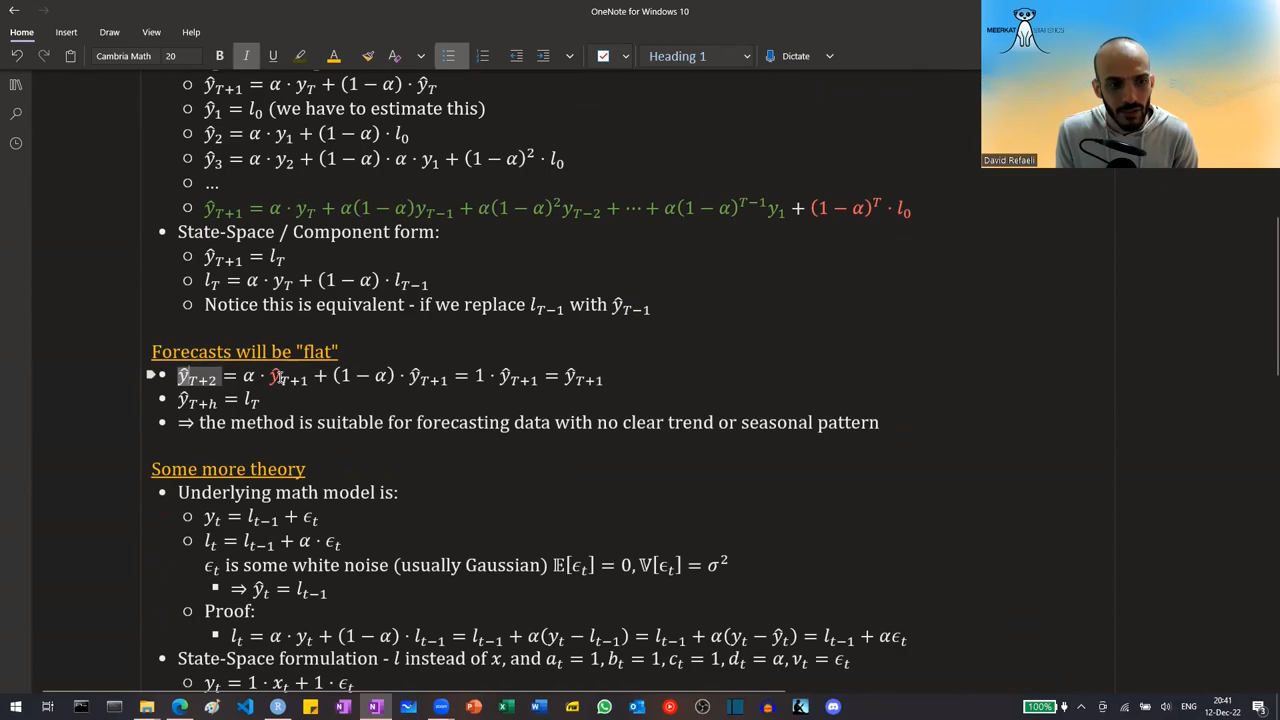 OneNote for Windows 10
Home Insert Draw View Help
Cambria Math 20 B I U A Heading 1 Dictate
MEERKAT STATISTICS
David Refaeli
ŷ_{T+1} = α · y_T + (1 − α) · ŷ_T
ŷ_1 = l_0 (we have to estimate this)
ŷ_2 = α · y_1 + (1 − α) · l_0
ŷ_3 = α · y_2 + (1 − α) · α · y_1 + (1 − α)^2 · l_0
...
ŷ_{T+1} = α · y_T + α(1 − α)y_{T−1} + α(1 − α)^2 y_{T−2} + ⋯ + α(1 − α)^{T−1} y_1 + (1 − α)^T · l_0
State-Space / Component form:
ŷ_{T+1} = l_T
l_T = α · y_T + (1 − α) · l_{T−1}
Notice this is equivalent - if we replace l_{T−1} with ŷ_{T−1}
Forecasts will be "flat"
ŷ_{T+2} = α · ŷ_{T+1} + (1 − α) · ŷ_{T+1} = 1 · ŷ_{T+1} = ŷ_{T+1}
ŷ_{T+h} = l_T
⇒ the method is suitable for forecasting data with no clear trend or seasonal pattern
Some more theory
Underlying math model is:
y_t = l_{t−1} + ϵ_t
l_t = l_{t−1} + α · ϵ_t
ϵ_t is some white noise (usually Gaussian) 𝔼[ϵ_t] = 0, 𝕍[ϵ_t] = σ^2
⇒ ŷ_t = l_{t−1}
Proof:
l_t = α · y_t + (1 − α) · l_{t−1} = l_{t−1} + α(y_t − l_{t−1}) = l_{t−1} + α(y_t − ŷ_t) = l_{t−1} + αϵ_t
State-Space formulation - l instead of x, and a_t = 1, b_t = 1, c_t = 1, d_t = α, ν_t = ϵ_t
y_t = 1 · x_t + 1 · ϵ_t
100% ENG 20:41
12-Dec-22